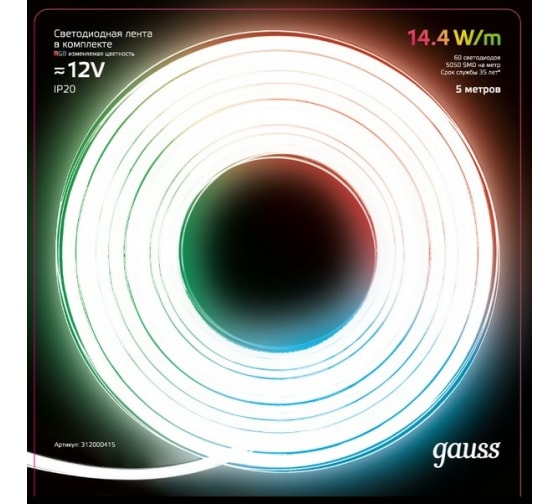 Светодиодная лента
в комплекте
RGB изменяемая цветность
≂12V
IP20
14.4 W/m
60 светодиодов
5050 SMD на метр
Срок службы 35 лет*
5 метров
Артикул: 312000415
gauss